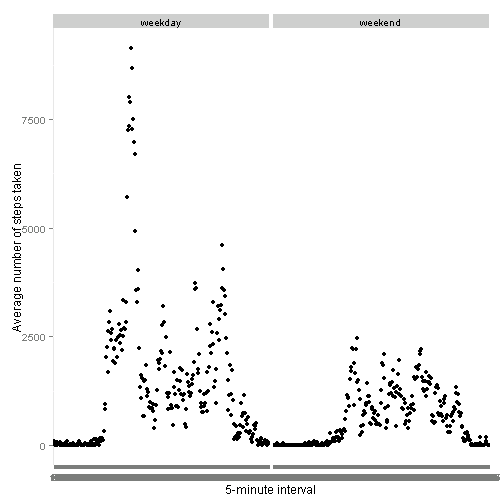 weekday
weekend
Average number of steps taken
7500
5000
2500
0
5-minute interval